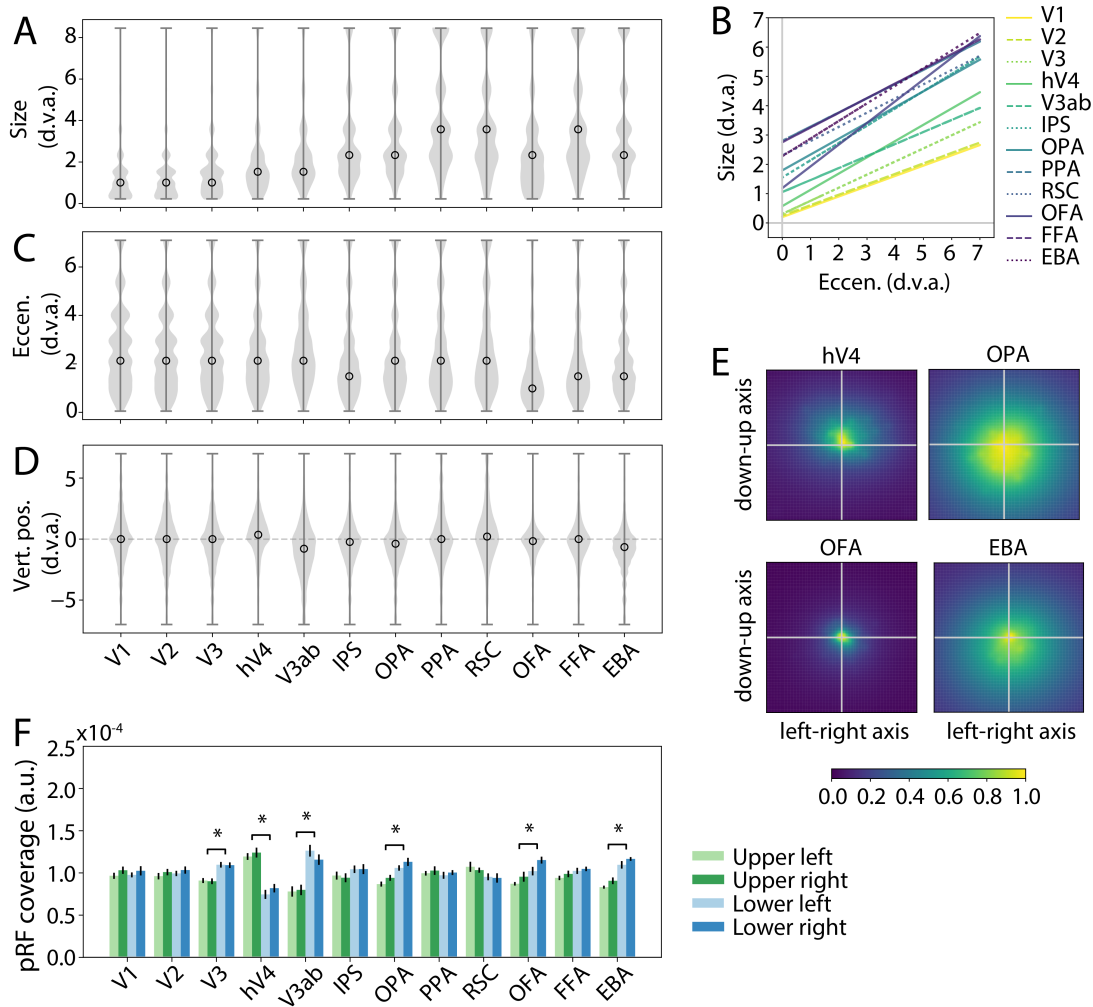 A
Size
(d.v.a.)
8
6
4
2
0
B
Size (d.v.a.)
7
6
5
4
3
2
1
0
0 1 2 3 4 5 6 7
Eccen. (d.v.a.)
V1
V2
V3
hV4
V3ab
IPS
OPA
PPA
RSC
OFA
FFA
EBA
C
Eccen.
(d.v.a.)
6
4
2
0
D
Vert. pos.
(d.v.a.)
5
0
−5
V1 V2 V3 hV4 V3ab IPS OPA PPA RSC OFA FFA EBA
E
hV4 OPA
down-up axis
OFA EBA
down-up axis
left-right axis left-right axis
0.0 0.2 0.4 0.6 0.8 1.0
F
x10-4
pRF coverage (a.u.)
2.5
2.0
1.5
1.0
0.5
0.0
* * * * * *
V1 V2 V3 hV4 V3ab IPS OPA PPA RSC OFA FFA EBA
Upper left
Upper right
Lower left
Lower right